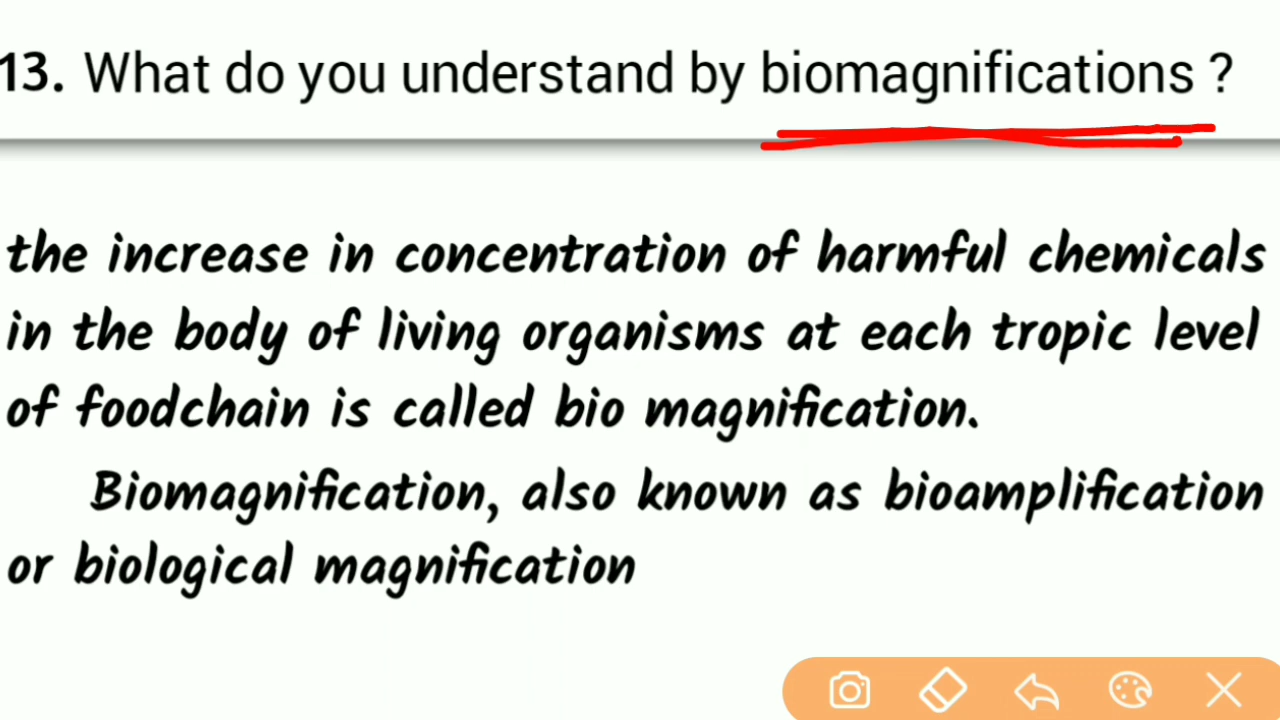 13. What do you understand by biomagnifications ?
the increase in concentration of harmful chemicals
in the body of living organisms at each tropic level
of foodchain is called bio magnification.
Biomagnification, also known as bioamplification
or biological magnification